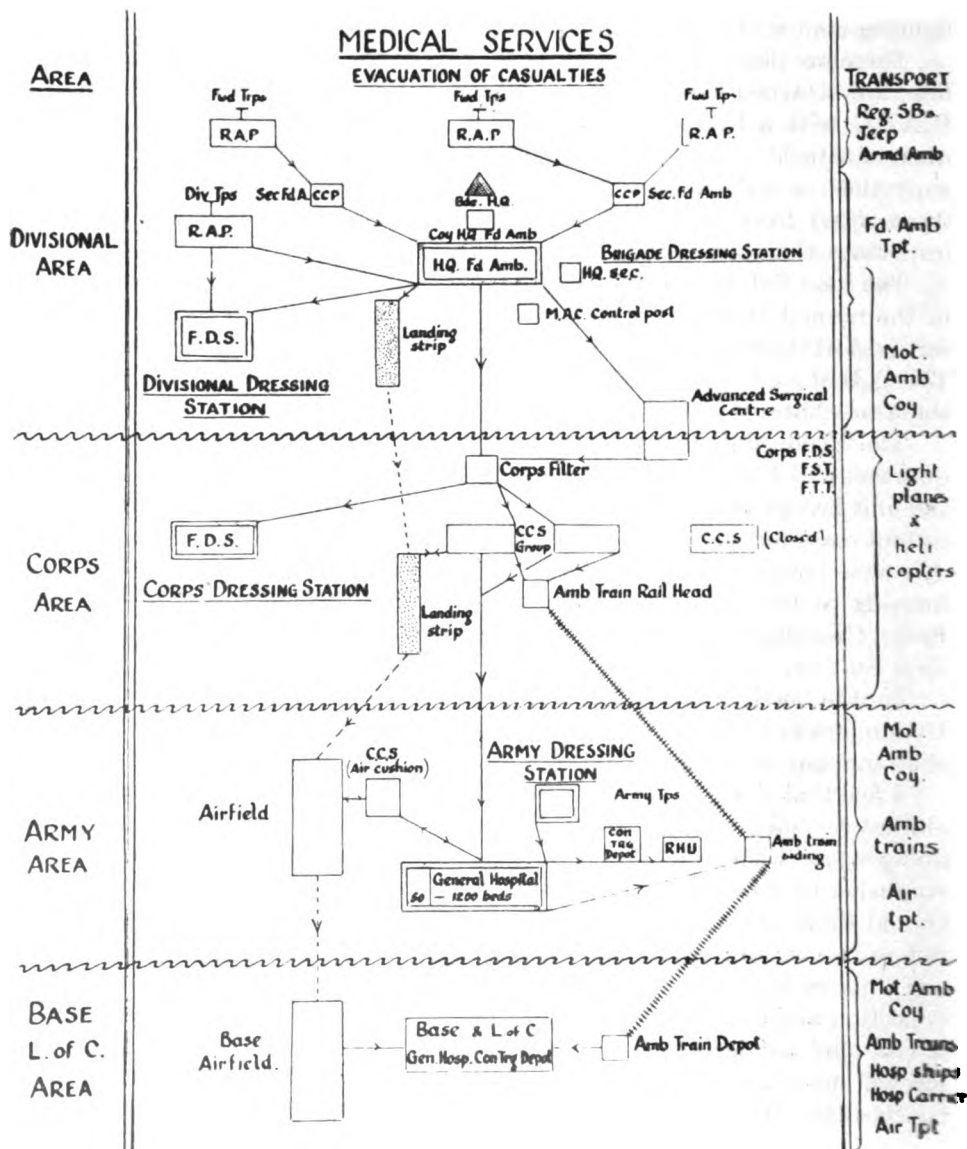 MEDICAL SERVICES
EVACUATION OF CASUALTIES
AREA
TRANSPORT
Fwd Trps
Fwd Tps
Fwd Tps
R.A.P.
R.A.P.
R.A.P.
Reg. SBs
Jeep
Armd Amb
Div. Tps
Sec Fd A.
CCP
Bde. H.Q.
CCP
Sec. Fd Amb
R.A.P.
Coy HQ Fd Amb
H.Q. Fd Amb.
BRIGADE DRESSING STATION
H.Q. Sec.
Fd. Amb
Tpt
DIVISIONAL
AREA
F.D.S.
Landing
strip
M.A.C. Control post
DIVISIONAL DRESSING
STATION
Advanced Surgical
Centre
Mot.
Amb
Coy
Corps Filter
Corps F.D.S.
F.S.T.
F.T.T.
Light
planes
&
heli
copters
F.D.S.
CCS
Group
C.C.S
(Closed)
CORPS
AREA
CORPS DRESSING STATION
Landing
strip
Amb Train Rail Head
C.C.S.
(Air cushion)
ARMY DRESSING
STATION
Mot
Amb
Coy.
Airfield
Army Tps
ARMY
AREA
Con
TRG
Depot
RHU
Amb train
General Hospital
50 – 1200 beds
Amb
trains
Air
tpt.
BASE
L. of C.
AREA
Base
Airfield.
Base & L of C
Gen Hosp. Con Trg Depot
Amb Train Depot
Mot. Amb
Coy
Amb Trains
Hosp ships
Hosp Carrier
Air Tpt